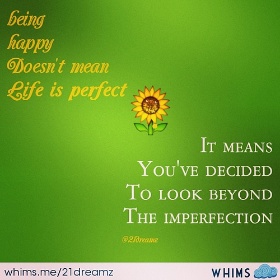 being
happy
Doesn't mean
Life is perfect
It means
You've decided
To look beyond
The imperfection
@21dreamz
whims.me/21dreamz
WHIMS